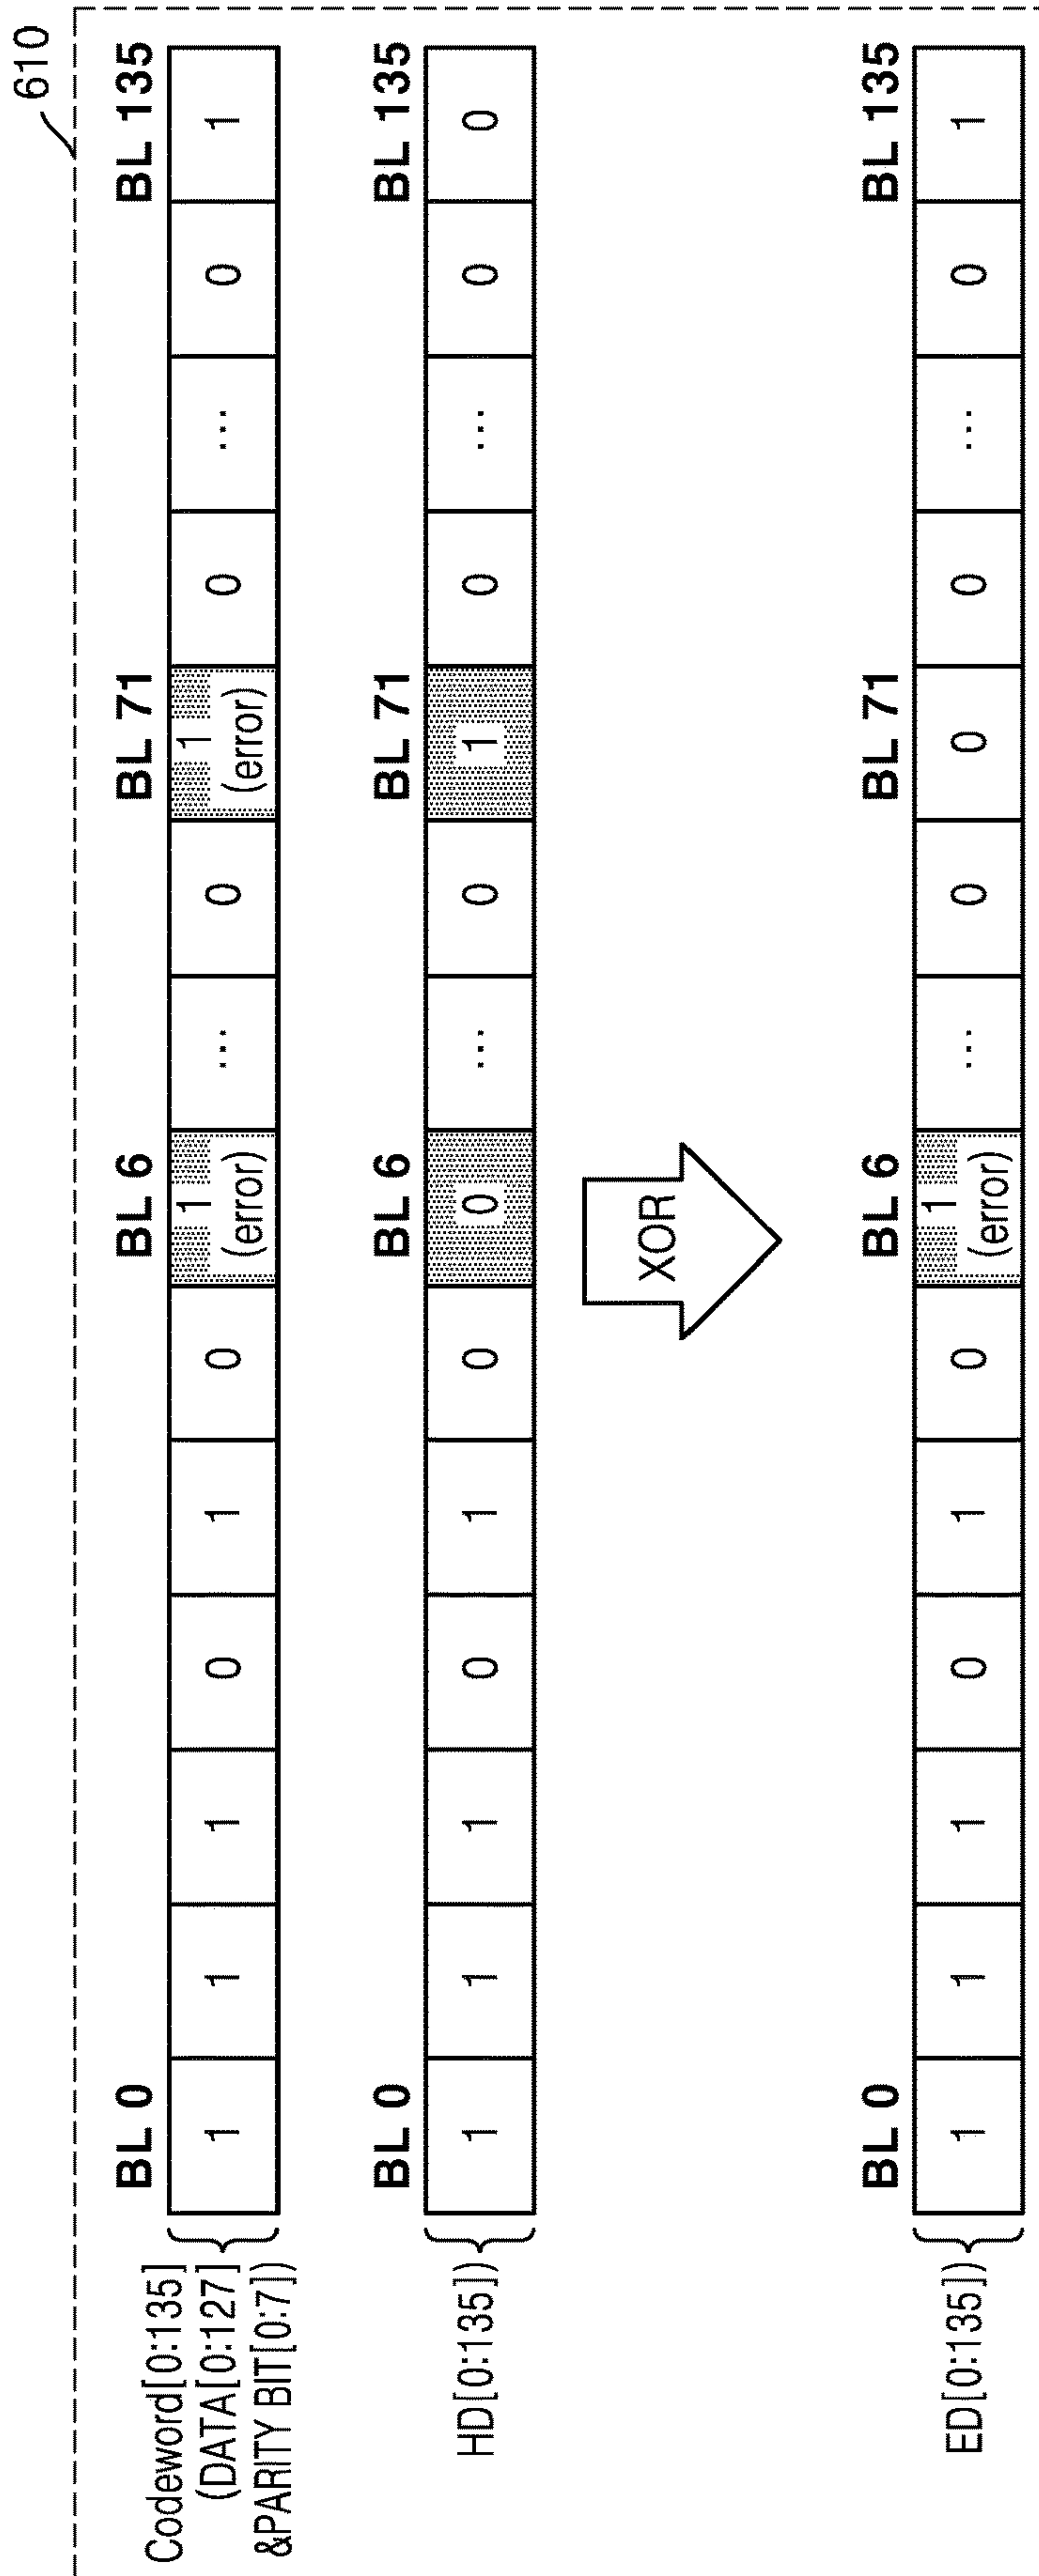 610
BL 0 BL 6 BL 71 BL 135
Codeword[0:135]
(DATA[0:127]
&PARITY BIT[0:7])
1 1 1 0 1 0 1 ... 0 1 0 ... 0 1
(error) (error)
BL 0 BL 6 BL 71 BL 135
HD[0:135]) 1 1 1 0 1 0 0 ... 0 1 0 ... 0 0
XOR
BL 0 BL 6 BL 71 BL 135
ED[0:135]) 1 1 1 0 1 0 1 ... 0 0 0 ... 0 1
(error)